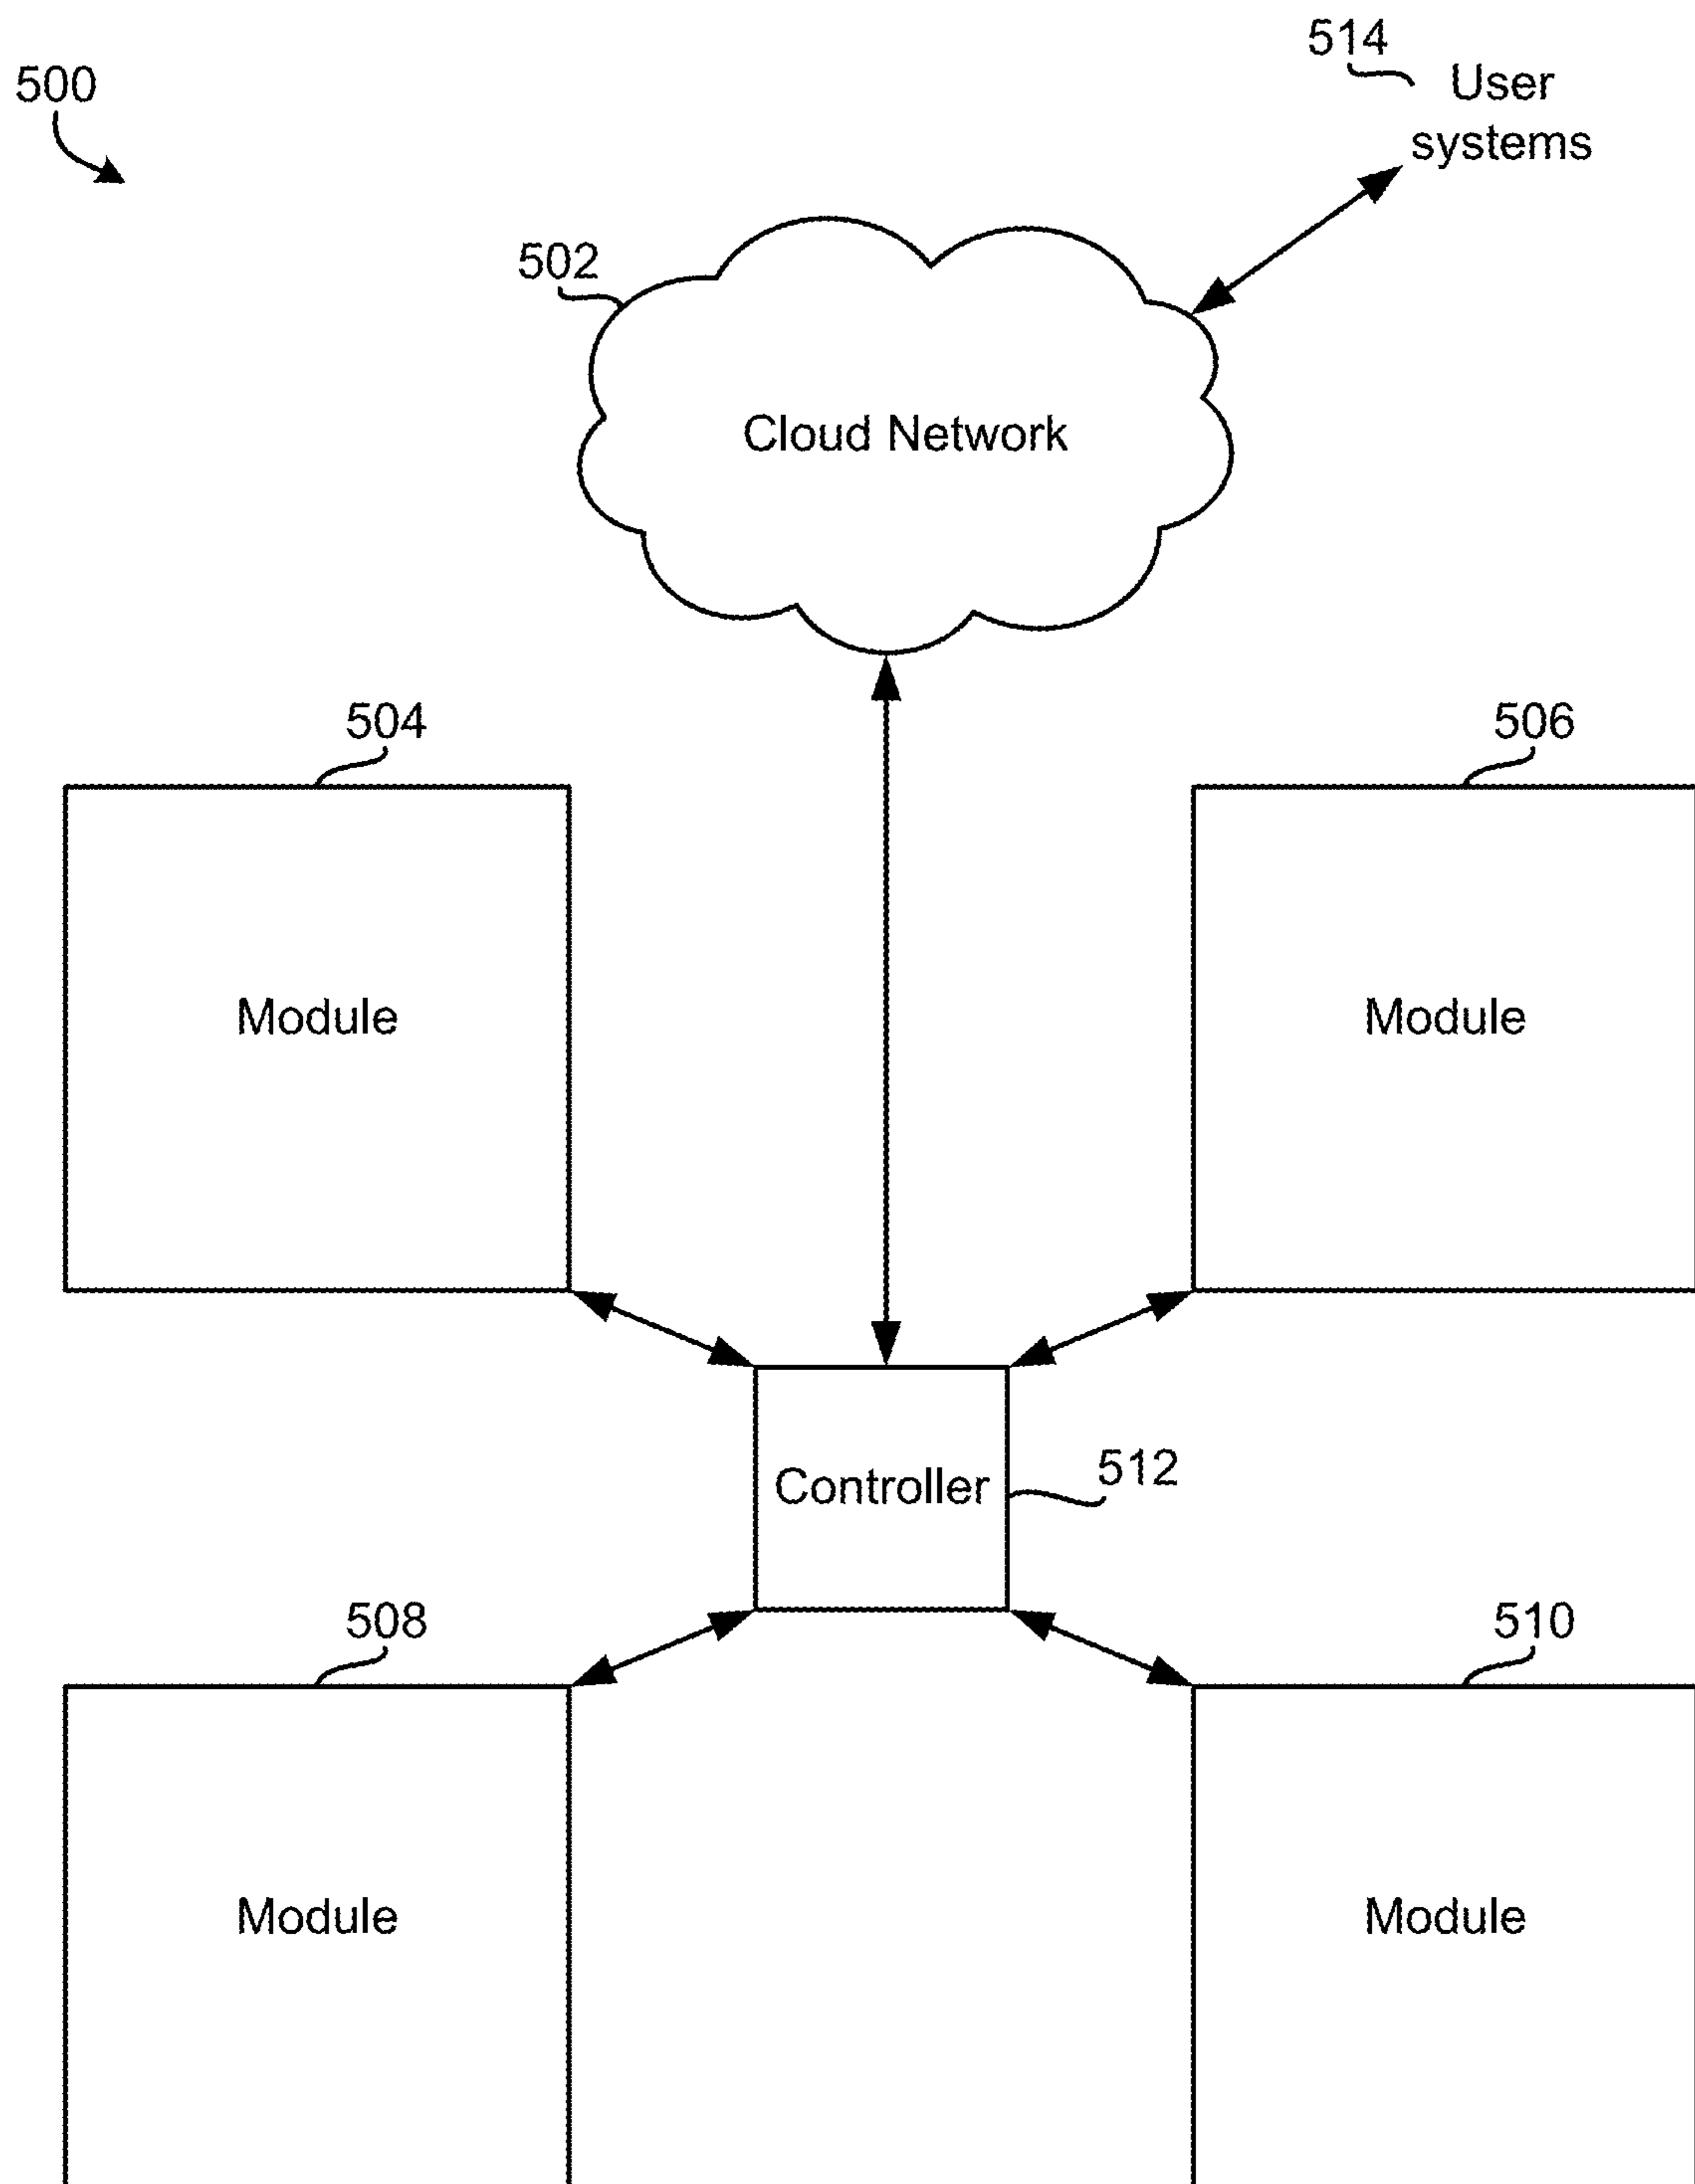 514
500
User
systems
502
Cloud Network
504
506
Module
Module
Controller
512
508
510
Module
Module